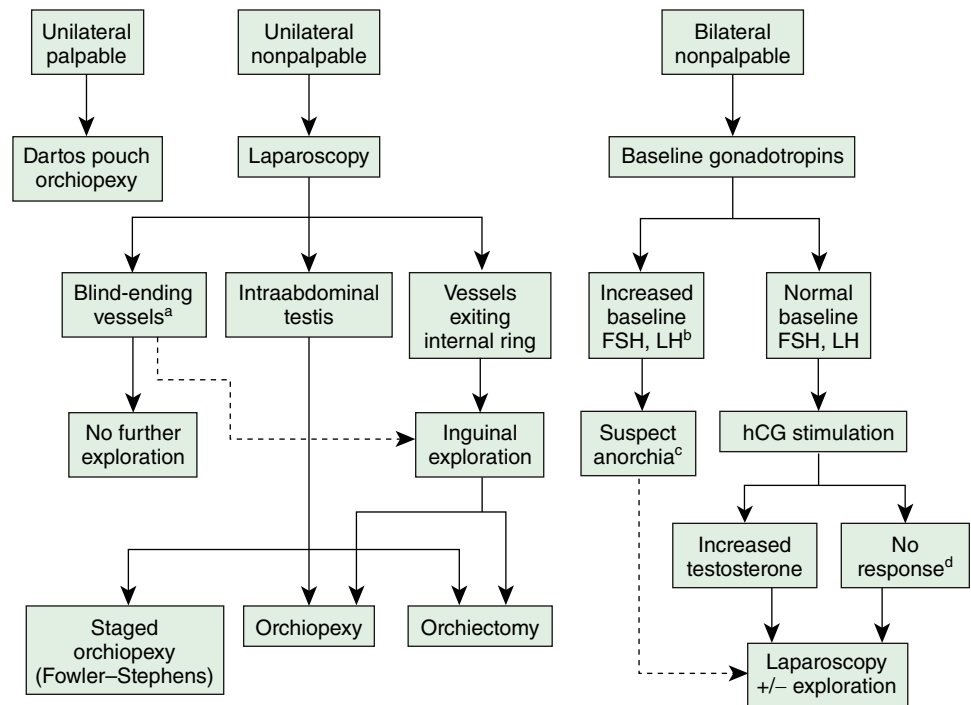 Unilateral
palpable
Unilateral
nonpalpable
Bilateral
nonpalpable
Dartos pouch
orchiopexy
Laparoscopy
Baseline gonadotropins
Blind-ending
vesselsa
Intraabdominal
testis
Vessels
exiting
internal ring
Increased
baseline
FSH, LHb
Normal
baseline
FSH, LH
No further
exploration
Inguinal
exploration
Suspect
anorchiac
hCG stimulation
Increased
testosterone
No
responsed
Staged
orchiopexy
(Fowler–Stephens)
Orchiopexy
Orchiectomy
Laparoscopy
+/− exploration